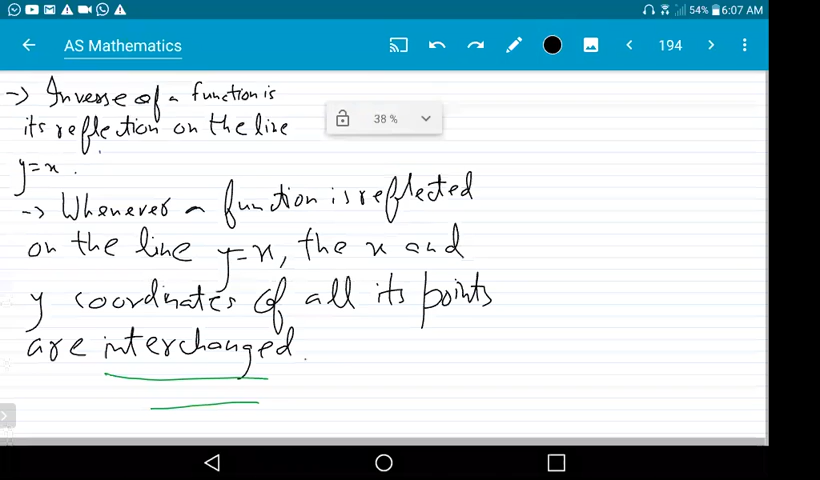 54% 6:07 AM
AS Mathematics
194
38 %
-> Inverse of a function is
its reflection on the line
y=x.
-> Whenever a function is reflected
on the line y=x, the x and
y coordinates of all its points
are interchanged.